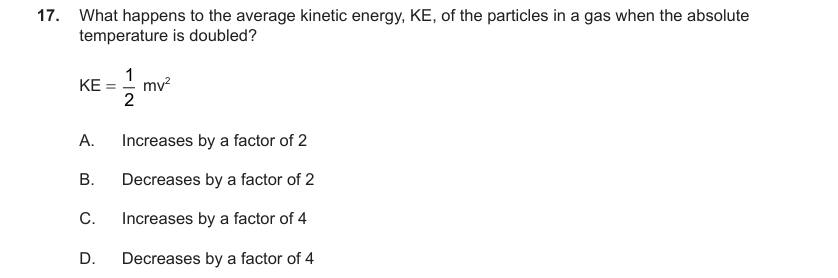 17. What happens to the average kinetic energy, KE, of the particles in a gas when the absolute
temperature is doubled?
KE = 1/2 mv²
A. Increases by a factor of 2
B. Decreases by a factor of 2
C. Increases by a factor of 4
D. Decreases by a factor of 4